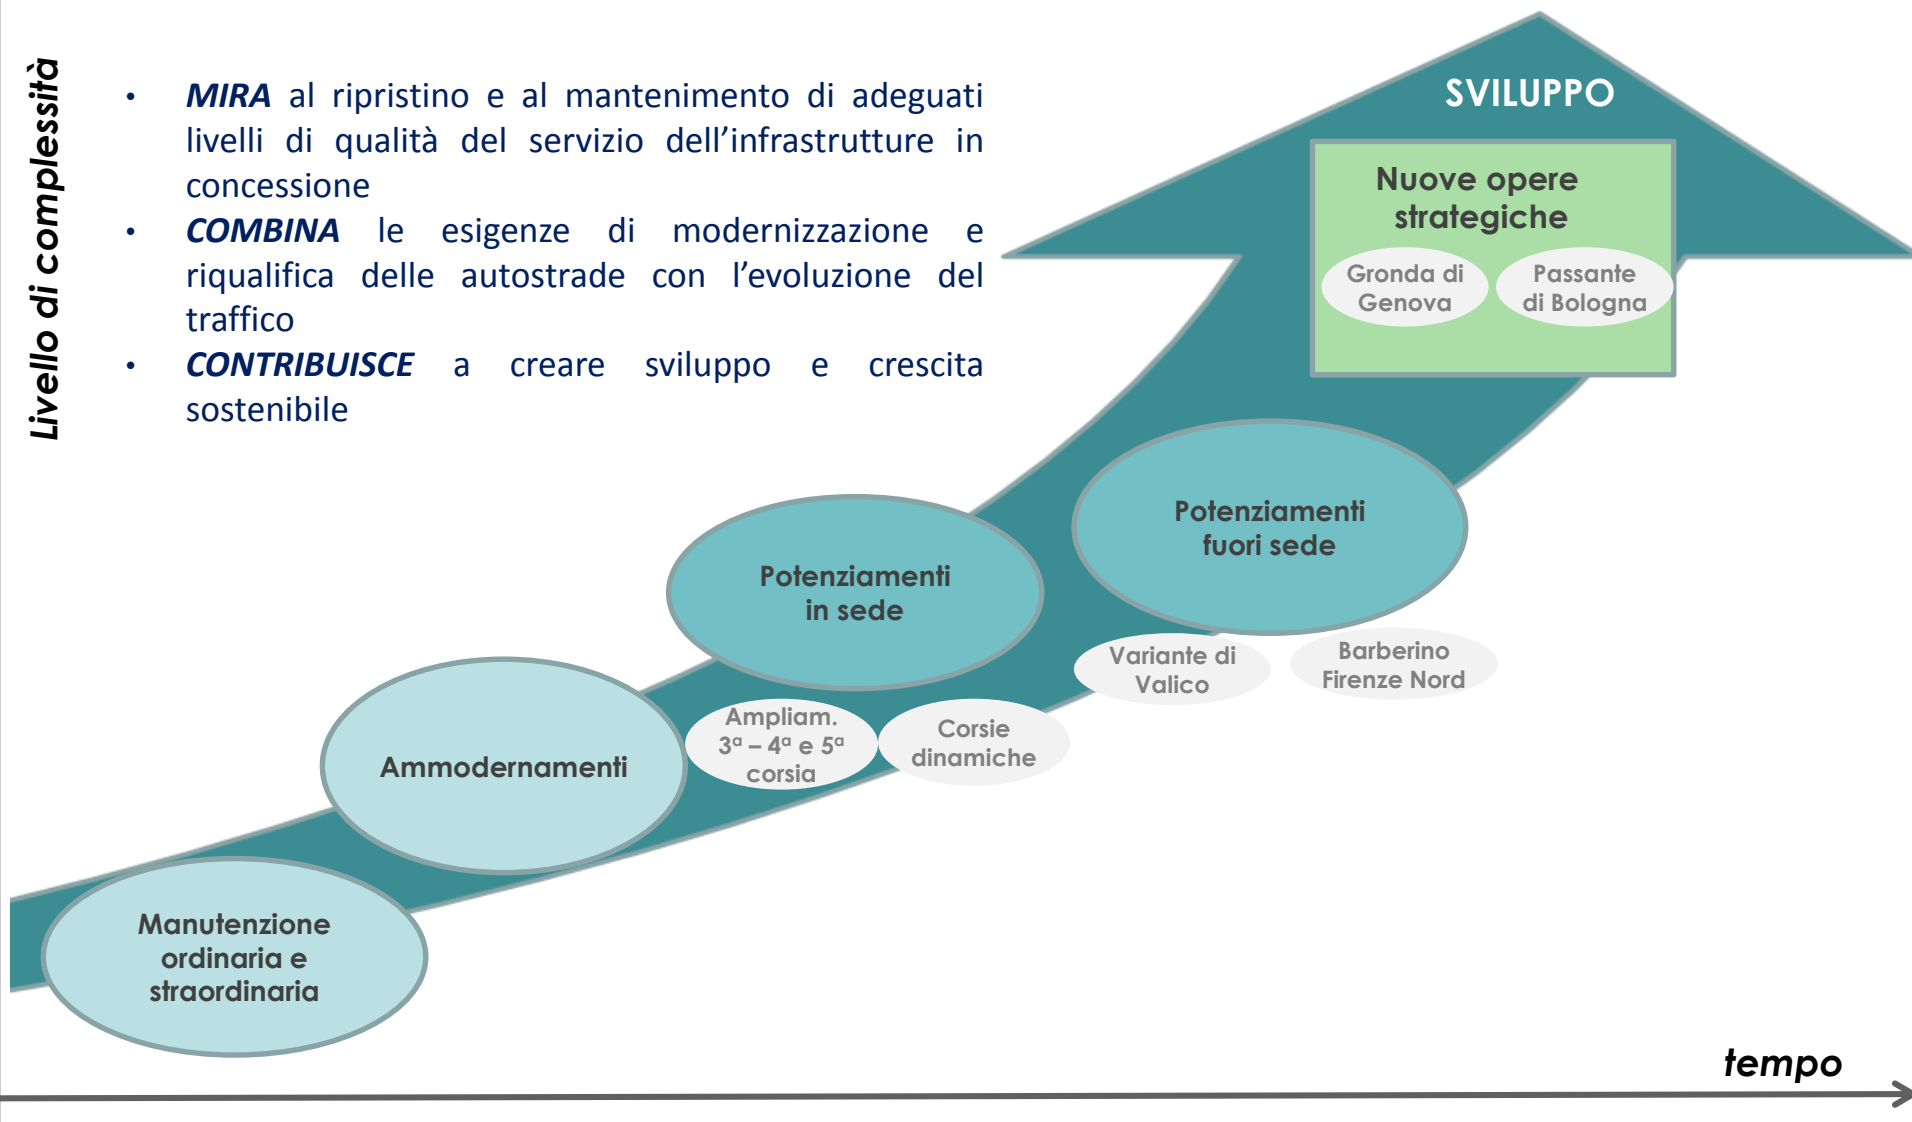 Livello di complessità
• MIRA al ripristino e al mantenimento di adeguati
livelli di qualità del servizio dell’infrastrutture in
concessione
• COMBINA le esigenze di modernizzazione e
riqualifica delle autostrade con l’evoluzione del
traffico
• CONTRIBUISCE a creare sviluppo e crescita
sostenibile
SVILUPPO
Nuove opere
strategiche
Gronda di
Genova
Passante
di Bologna
Potenziamenti
fuori sede
Variante di
Valico
Barberino
Firenze Nord
Potenziamenti
in sede
Ampliam.
3ª – 4ª e 5ª
corsia
Corsie
dinamiche
Ammodernamenti
Manutenzione
ordinaria e
straordinaria
tempo